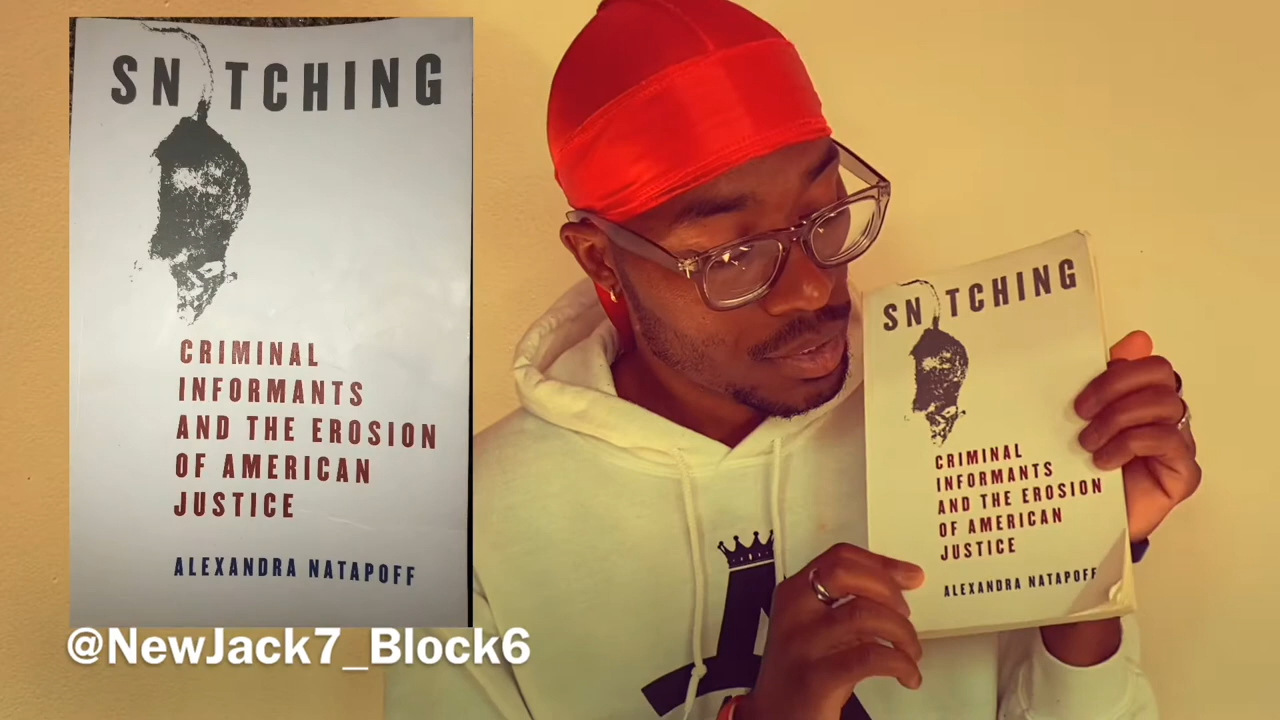 SNITCHING
CRIMINAL
INFORMANTS
AND THE EROSION
OF AMERICAN
JUSTICE
ALEXANDRA NATAPOFF
@NewJack7_Block6
SNITCHING
CRIMINAL
INFORMANTS
AND THE EROSION
OF AMERICAN
JUSTICE
ALEXANDRA NATAPOFF